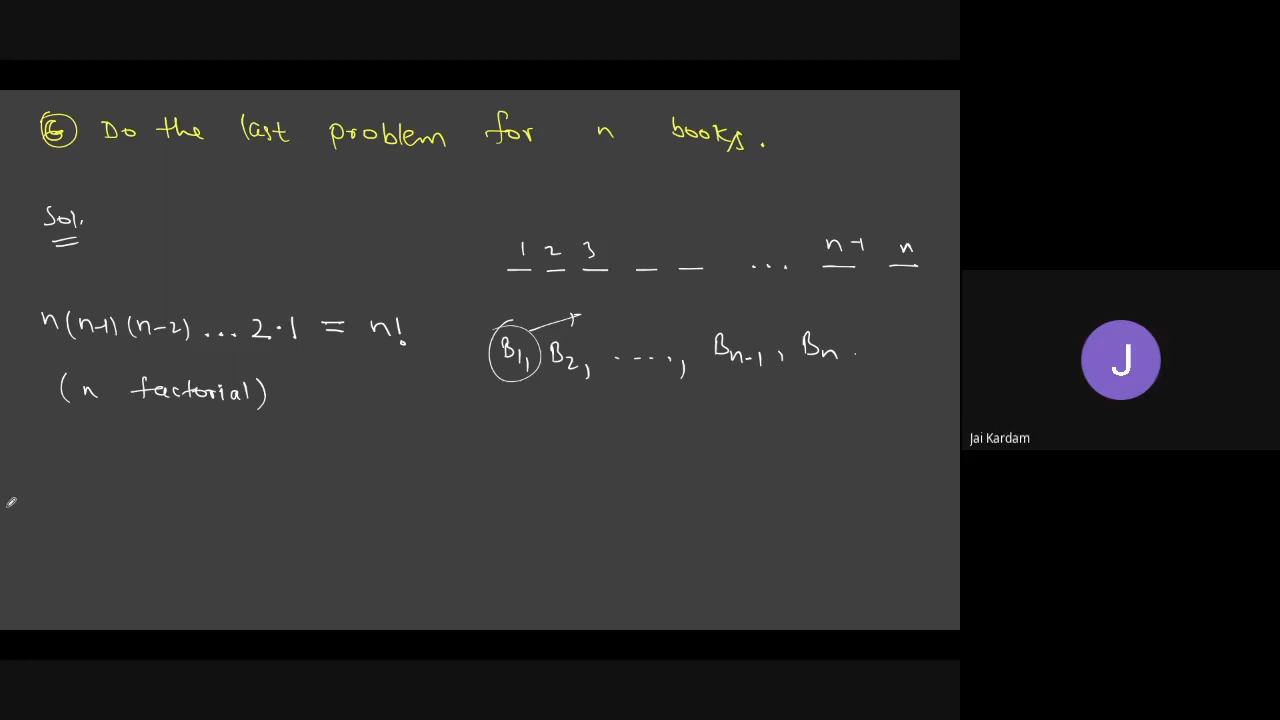 6 Do the last problem for n books.
Sol.
1 2 3 ... n-1 n
n(n-1)(n-2) ... 2·1 = n!
B1, B2, ...., Bn-1, Bn.
(n factorial)
J
Jai Kardam